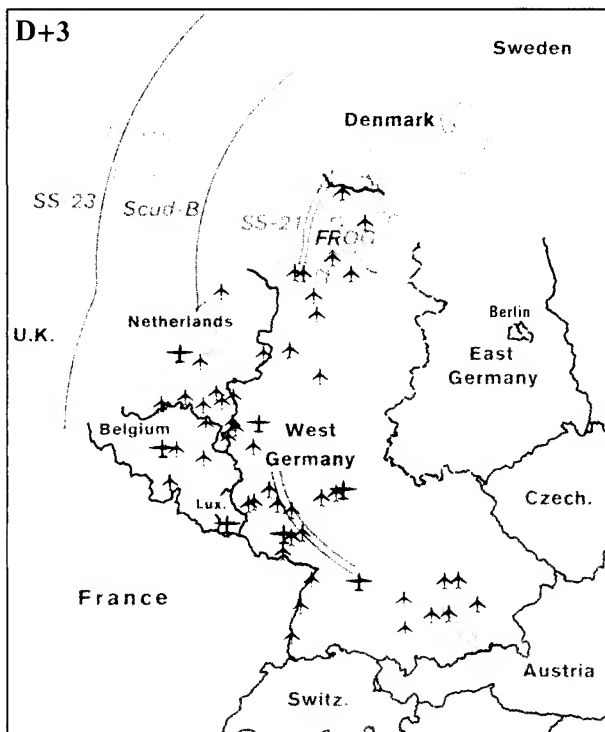 D+3
Sweden
Denmark
SS-23
Scud-B
SS-21
FROG
Netherlands
U.K.
Berlin
East
Germany
Belgium
West
Germany
Lux.
Czech.
France
Austria
Switz.